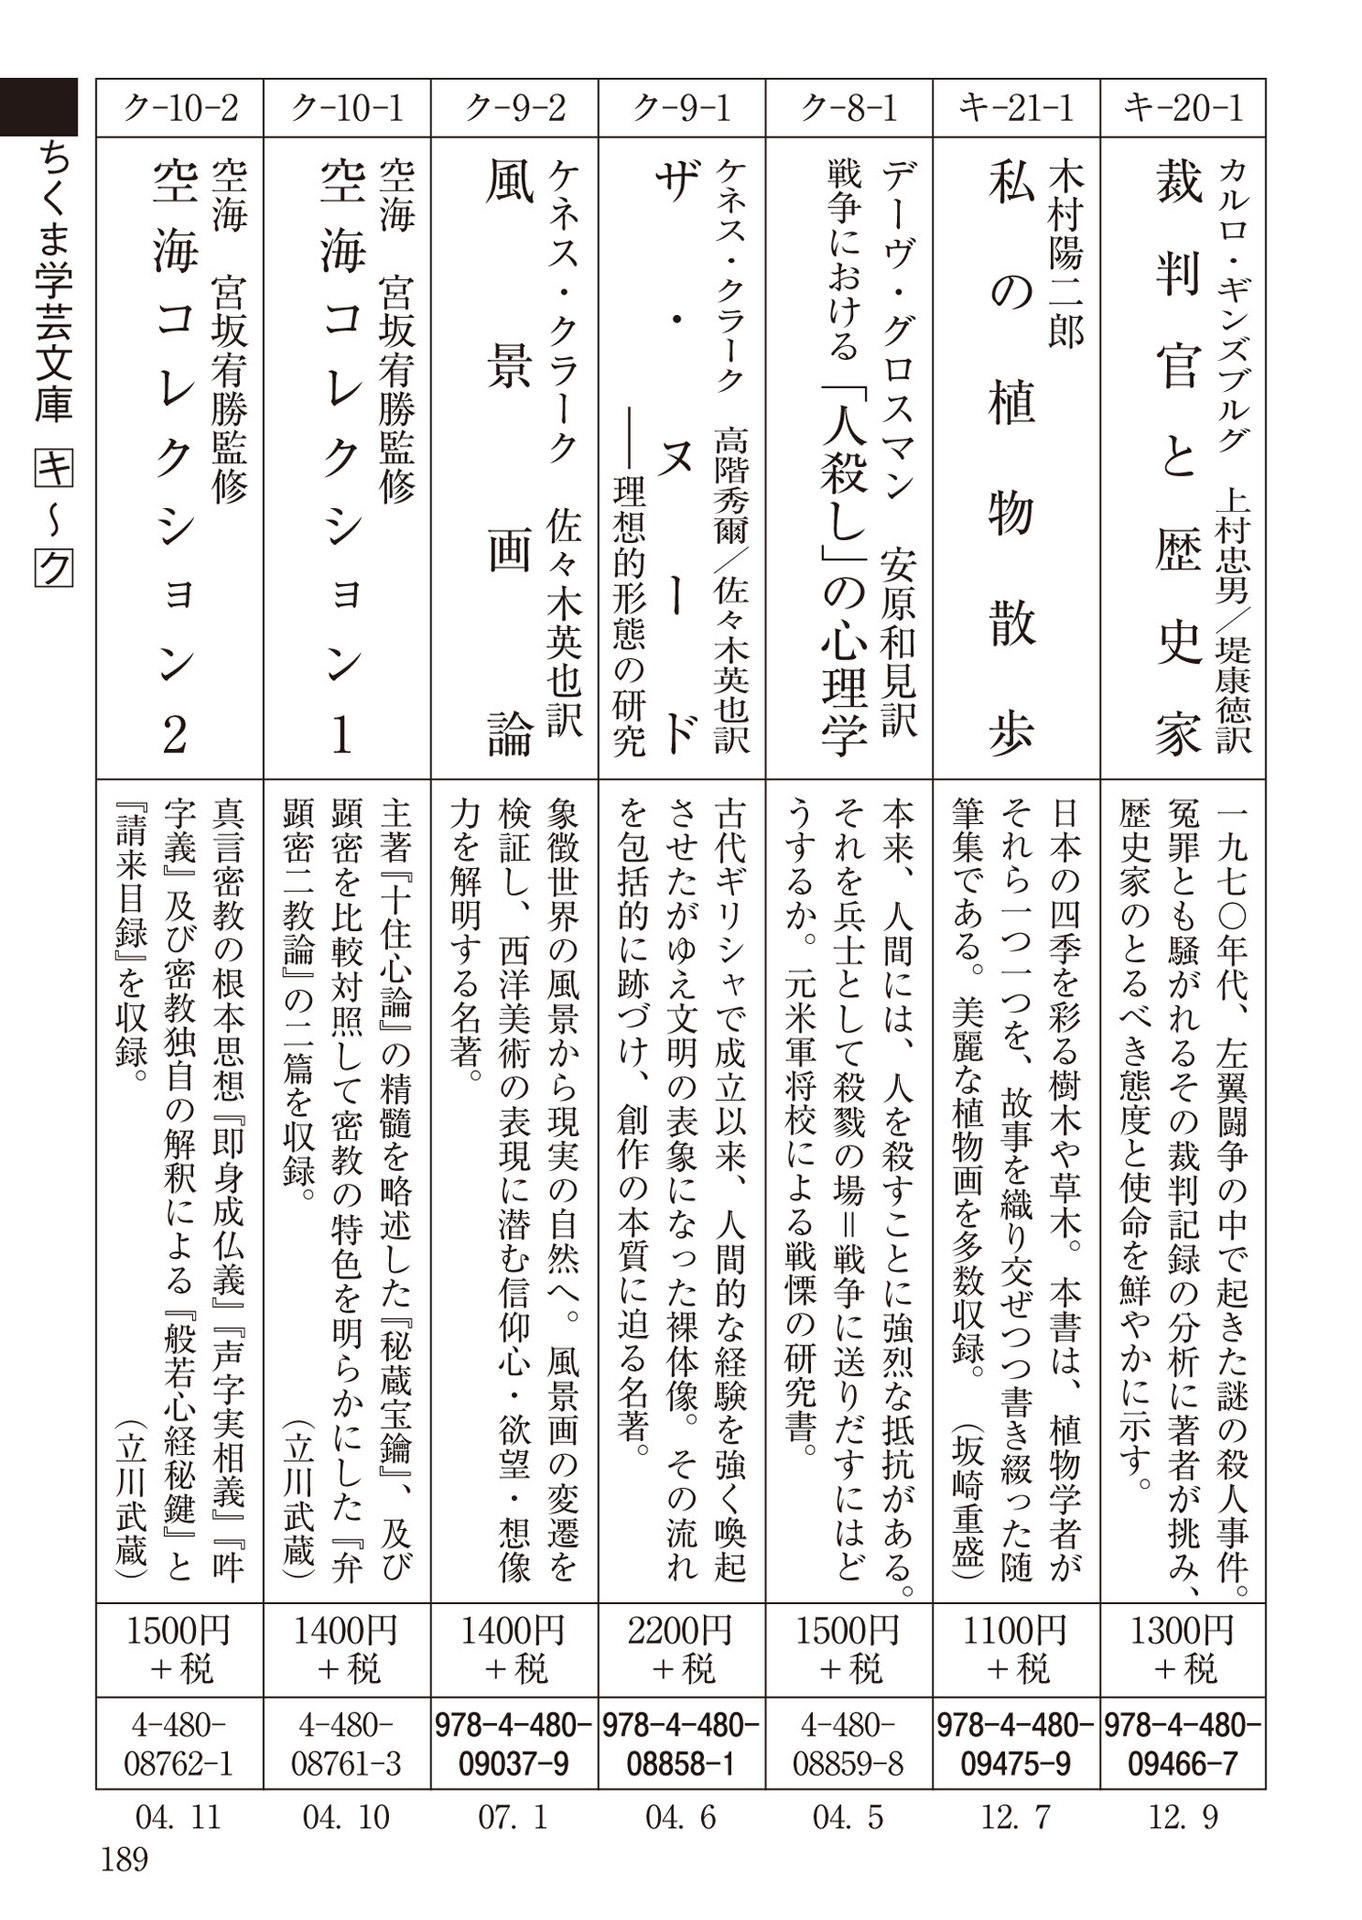 キ-20-1
カルロ・ギンズブルグ　上村忠男／堤康徳訳
裁判官と歴史家
一九七〇年代、左翼闘争の中で起きた謎の殺人事件。
冤罪とも騒がれるその裁判記録の分析に著者が挑み、
歴史家のとるべき態度と使命を鮮やかに示す。
1300円
+税
978-4-480-
09466-7
12. 9
キ-21-1
木村陽二郎
私の植物散歩
日本の四季を彩る樹木や草木。本書は、植物学者が
それら一つ一つを、故事を織り交ぜつつ書き綴った随
筆集である。美麗な植物画を多数収録。　（坂崎重盛）
1100円
+税
978-4-480-
09475-9
12. 7
ク-8-1
デーヴ・グロスマン　安原和見訳
戦争における「人殺し」の心理学
本来、人間には、人を殺すことに強烈な抵抗がある。
それを兵士として殺戮の場＝戦争に送りだすにはど
うするか。元米軍将校による戦慄の研究書。
1500円
+税
4-480-
08859-8
04. 5
ク-9-1
ケネス・クラーク　高階秀爾／佐々木英也訳
ザ・ヌード
――理想的形態の研究
古代ギリシャで成立以来、人間的な経験を強く喚起
させたがゆえ文明の表象になった裸体像。その流れ
を包括的に跡づけ、創作の本質に迫る名著。
2200円
+税
978-4-480-
08858-1
04. 6
ク-9-2
ケネス・クラーク　佐々木英也訳
風景画論
象徴世界の風景から現実の自然へ。風景画の変遷を
検証し、西洋美術の表現に潜む信仰心・欲望・想像
力を解明する名著。
1400円
+税
978-4-480-
09037-9
07. 1
ク-10-1
空海　宮坂宥勝監修
空海コレクション1
主著『十住心論』の精髄を略述した『秘蔵宝鑰』、及び
顕密を比較対照して密教の特色を明らかにした『弁
顕密二教論』の二篇を収録。　（立川武蔵）
1400円
+税
4-480-
08761-3
04. 10
ク-10-2
空海　宮坂宥勝監修
空海コレクション2
真言密教の根本思想『即身成仏義』『声字実相義』『吽
字義』及び密教独自の解釈による『般若心経秘鍵』と
『請来目録』を収録。　（立川武蔵）
1500円
+税
4-480-
08762-1
04. 11
ちくま学芸文庫 キ〜ク
189